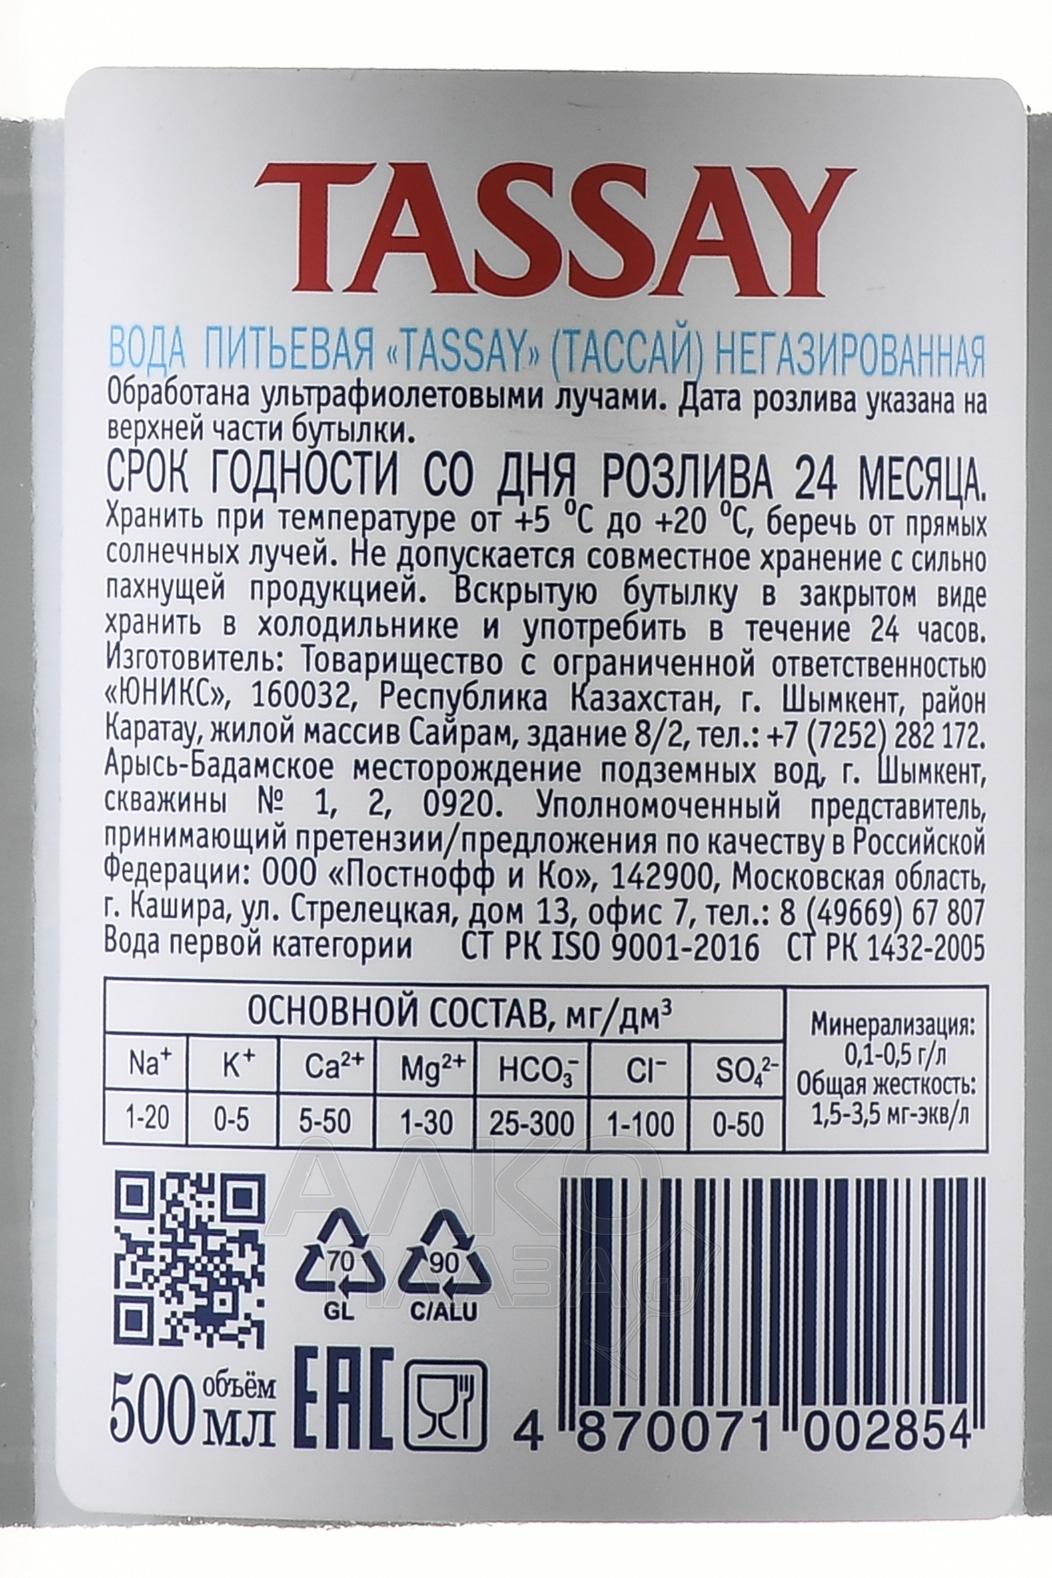 TASSAY
ВОДА ПИТЬЕВАЯ «TASSAY» (ТАССАЙ) НЕГАЗИРОВАННАЯ
Обработана ультрафиолетовыми лучами. Дата розлива указана на
верхней части бутылки.
СРОК ГОДНОСТИ СО ДНЯ РОЗЛИВА 24 МЕСЯЦА.
Хранить при температуре от +5 °С до +20 °С, беречь от прямых
солнечных лучей. Не допускается совместное хранение с сильно
пахнущей продукцией. Вскрытую бутылку в закрытом виде
хранить в холодильнике и употребить в течение 24 часов.
Изготовитель: Товарищество с ограниченной ответственностью
«ЮНИКС», 160032, Республика Казахстан, г. Шымкент, район
Каратау, жилой массив Сайрам, здание 8/2, тел.: +7 (7252) 282 172.
Арысь-Бадамское месторождение подземных вод, г. Шымкент,
скважины № 1, 2, 0920. Уполномоченный представитель,
принимающий претензии/предложения по качеству в Российской
Федерации: ООО «Постнофф и Ко», 142900, Московская область,
г. Кашира, ул. Стрелецкая, дом 13, офис 7, тел.: 8 (49669) 67 807
Вода первой категории СТ РК ISO 9001-2016 СТ РК 1432-2005
ОСНОВНОЙ СОСТАВ, мг/дм³
Na⁺ K⁺ Ca²⁺ Mg²⁺ HCO₃⁻ Cl⁻ SO₄²⁻
1-20 0-5 5-50 1-30 25-300 1-100 0-50
Минерализация:
0,1-0,5 г/л
Общая жесткость:
1,5-3,5 мг-экв/л
70
GL
90
C/ALU
объём
500 мл
EAC
4 870071 002854
АЛКО
ПЛАЗА